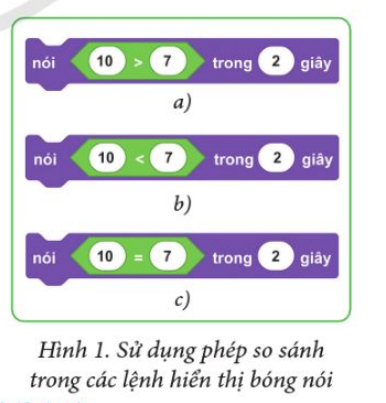 nói 10 > 7 trong 2 giây
a)
nói 10 < 7 trong 2 giây
b)
nói 10 = 7 trong 2 giây
c)
Hình 1. Sử dụng phép so sánh
trong các lệnh hiển thị bóng nói